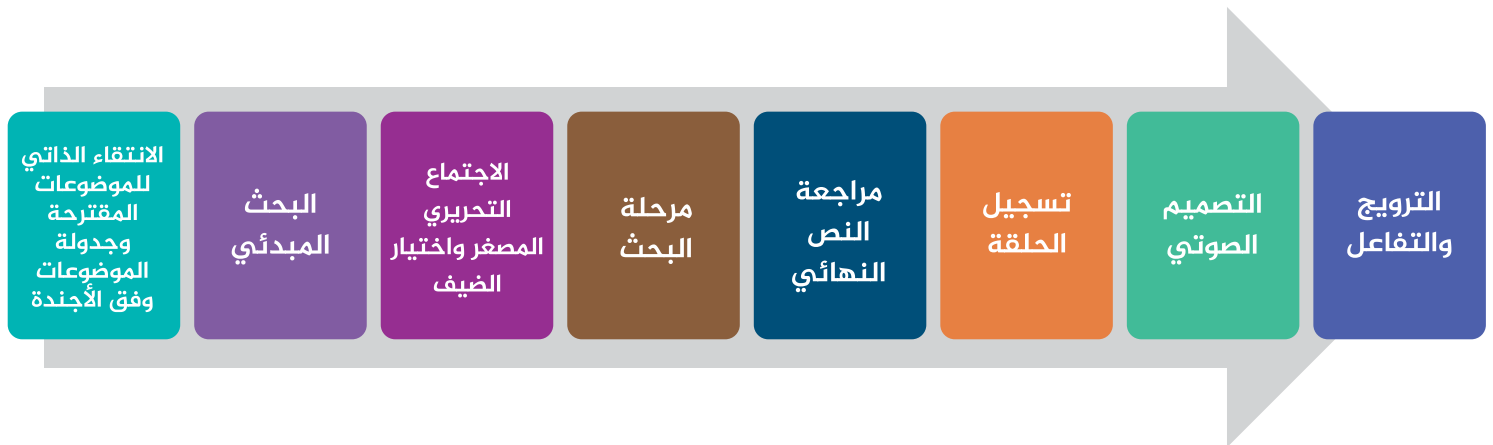 الانتقاء الذاتي
للموضوعات
المقترحة
وجدولة
الموضوعات
وفق الأجندة
البحث
المبدئي
الاجتماع
التحريري
المصغر واختيار
الضيف
مرحلة
البحث
مراجعة
النص
النهائي
تسجيل
الحلقة
التصميم
الصوتي
الترويج
والتفاعل